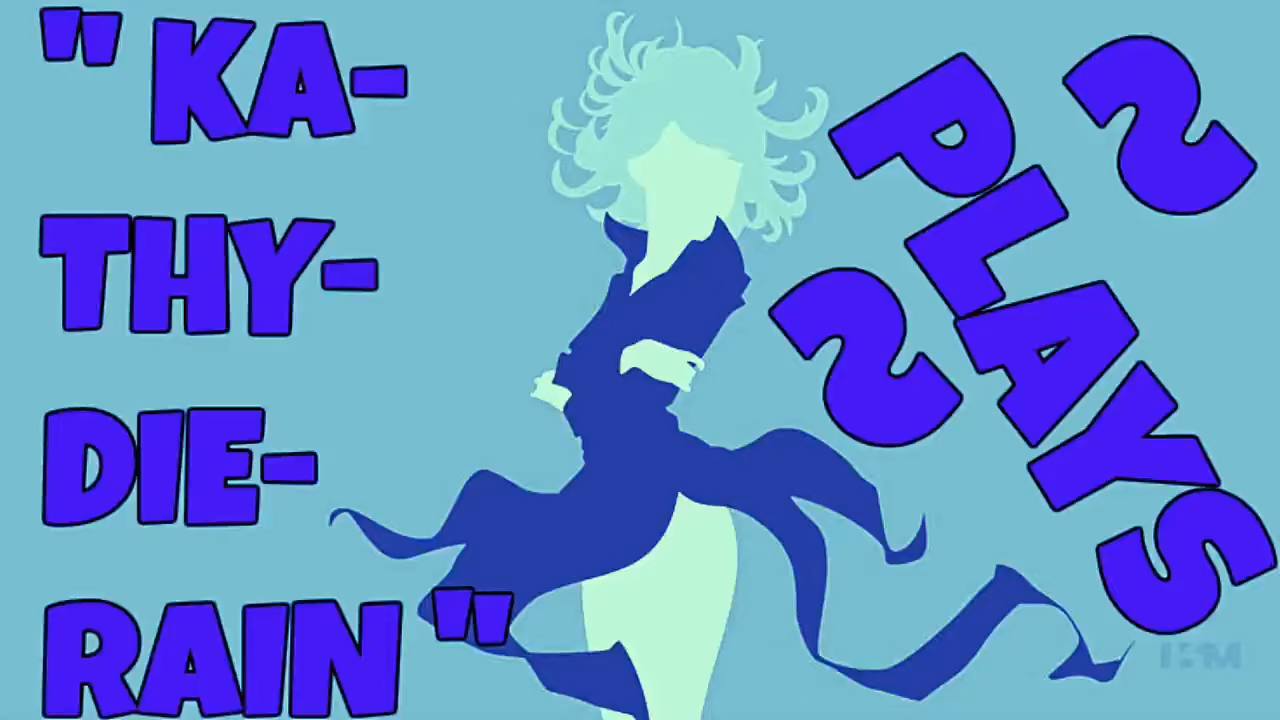 " KA-
THY-
DIE-
RAIN "
~
PLAYS
~